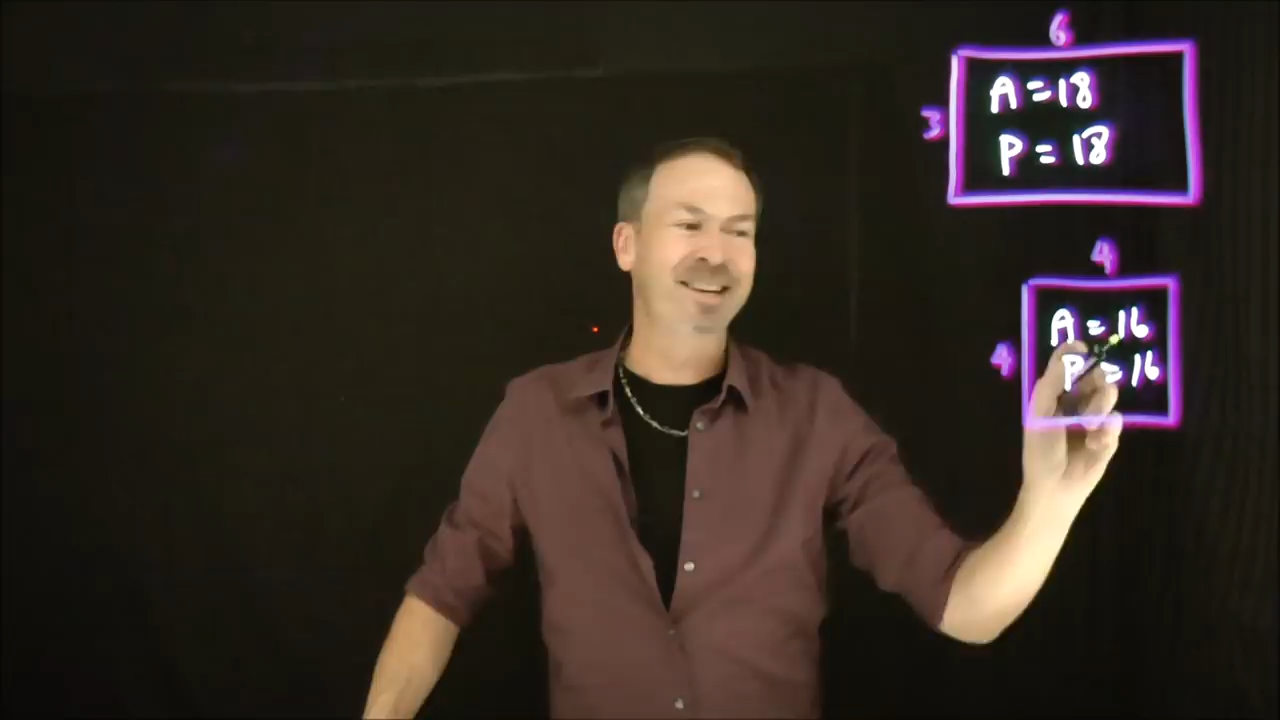 6
3
A = 18
P = 18
4
4
A = 16
P = 16